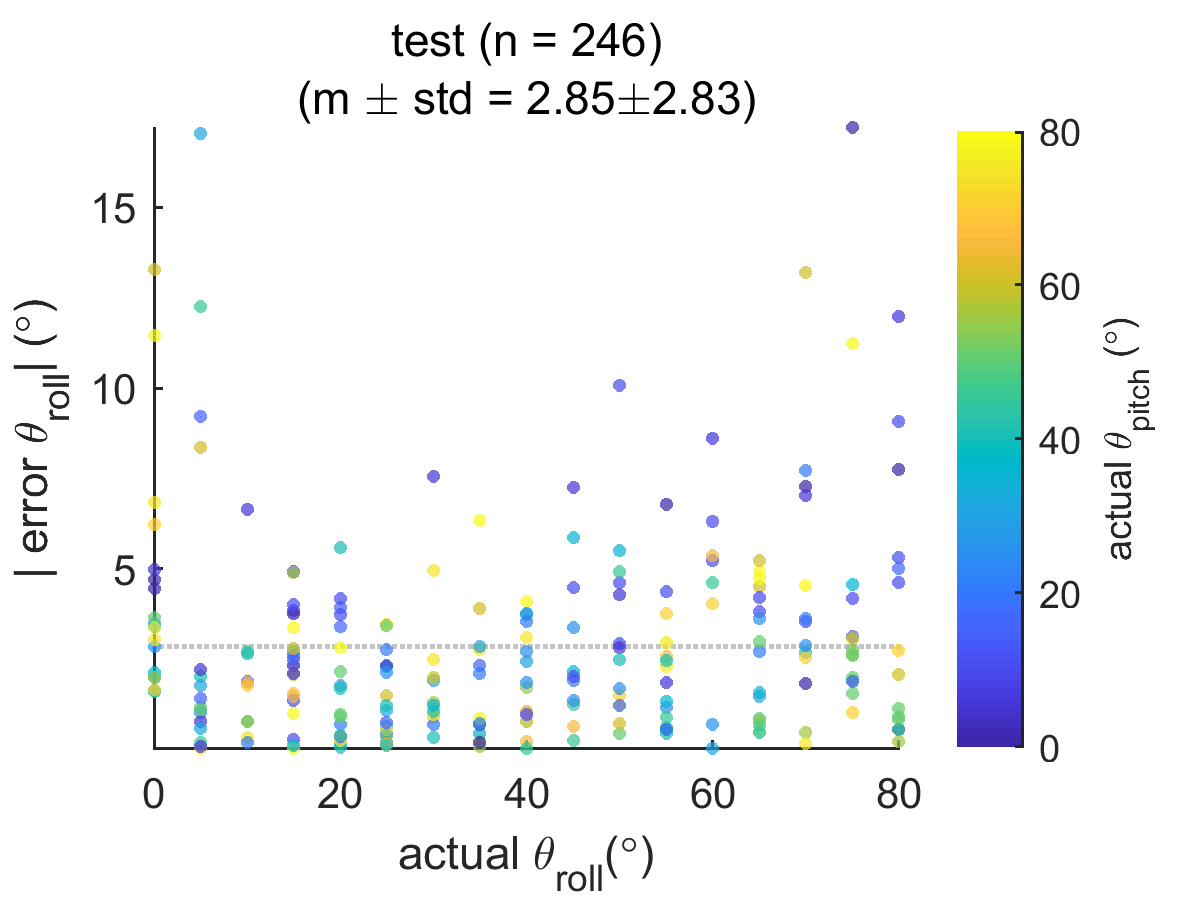 test (n = 246)
(m ± std = 2.85±2.83)
| error θroll| (°)
15
10
5
0
20
40
60
80
actual θroll(°)
80
60
40
20
0
actual θpitch (°)